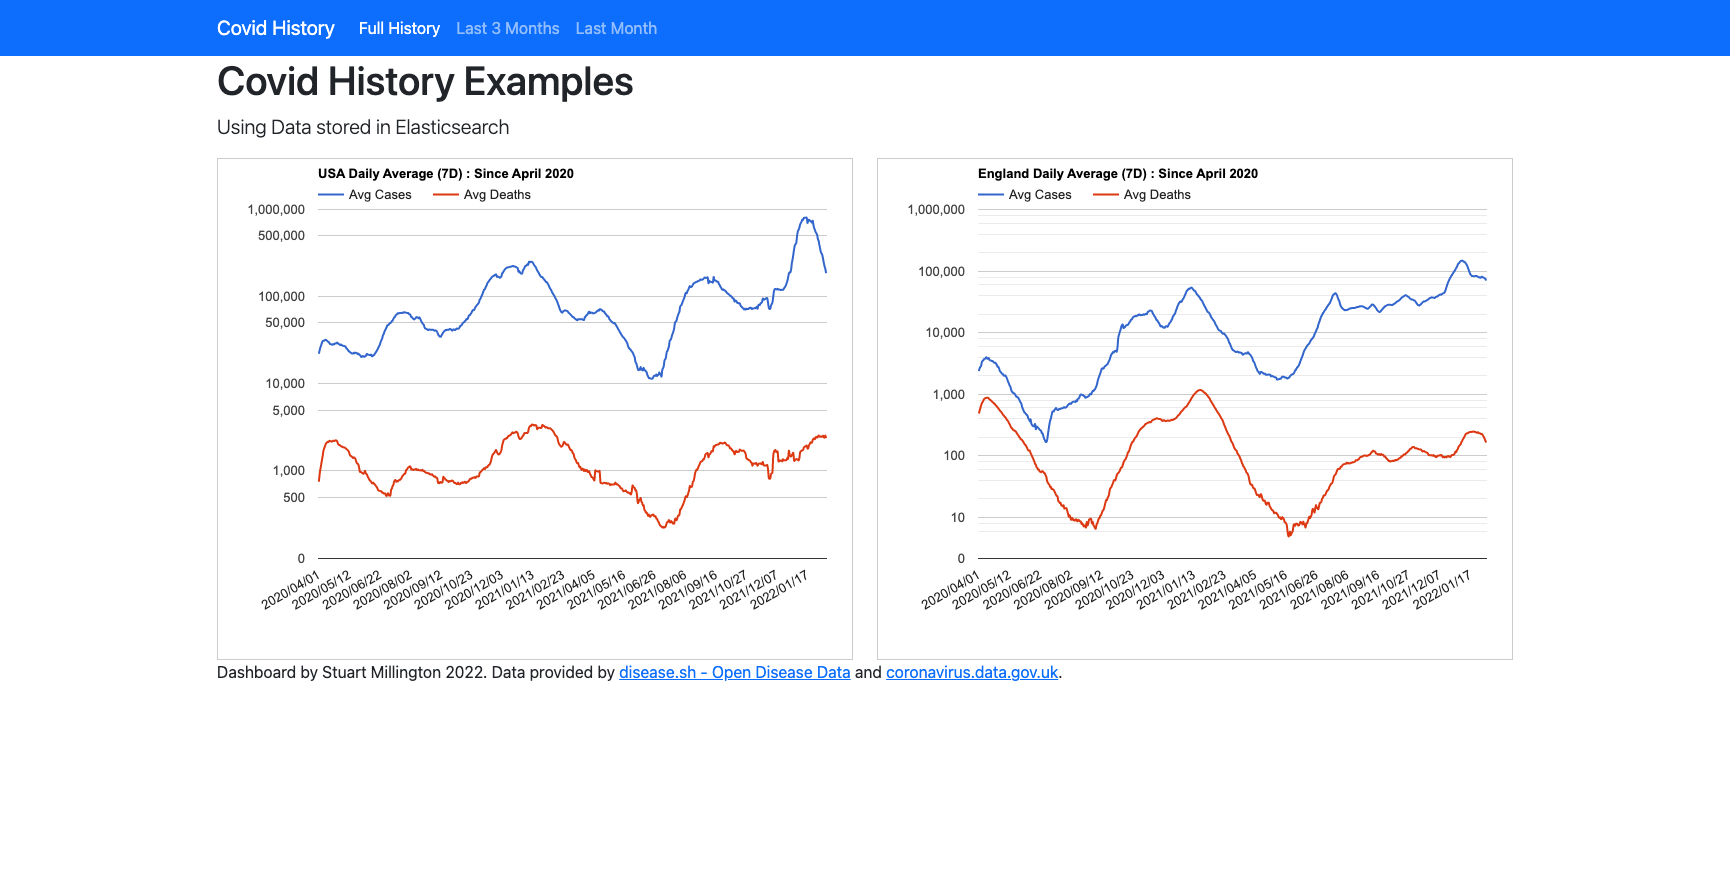 Covid History Full History Last 3 Months Last Month
Covid History Examples
Using Data stored in Elasticsearch
USA Daily Average (7D) : Since April 2020
Avg Cases Avg Deaths
1,000,000
500,000
100,000
50,000
10,000
5,000
1,000
500
0
2020/04/01 2020/05/12 2020/06/22 2020/08/02 2020/09/12 2020/10/23 2020/12/03 2021/01/13 2021/02/23 2021/04/05 2021/05/16 2021/06/26 2021/08/06 2021/09/16 2021/10/27 2021/12/07 2022/01/17
England Daily Average (7D) : Since April 2020
Avg Cases Avg Deaths
1,000,000
100,000
10,000
1,000
100
10
0
2020/04/01 2020/05/12 2020/06/22 2020/08/02 2020/09/12 2020/10/23 2020/12/03 2021/01/13 2021/02/23 2021/04/05 2021/05/16 2021/06/26 2021/08/06 2021/09/16 2021/10/27 2021/12/07 2022/01/17
Dashboard by Stuart Millington 2022. Data provided by disease.sh - Open Disease Data and coronavirus.data.gov.uk.